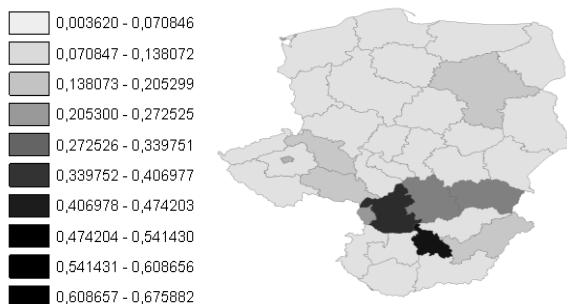 0,003620 - 0,070846
0,070847 - 0,138072
0,138073 - 0,205299
0,205300 - 0,272525
0,272526 - 0,339751
0,339752 - 0,406977
0,406978 - 0,474203
0,474204 - 0,541430
0,541431 - 0,608656
0,608657 - 0,675882